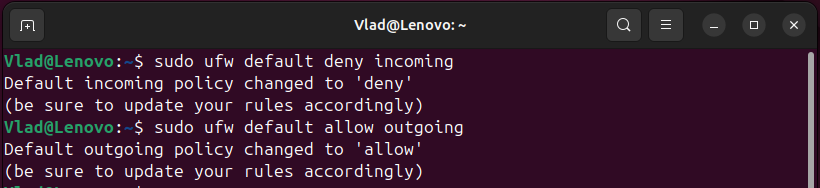 Vlad@Lenovo: ~
Vlad@Lenovo:~$ sudo ufw default deny incoming
Default incoming policy changed to 'deny'
(be sure to update your rules accordingly)
Vlad@Lenovo:~$ sudo ufw default allow outgoing
Default outgoing policy changed to 'allow'
(be sure to update your rules accordingly)